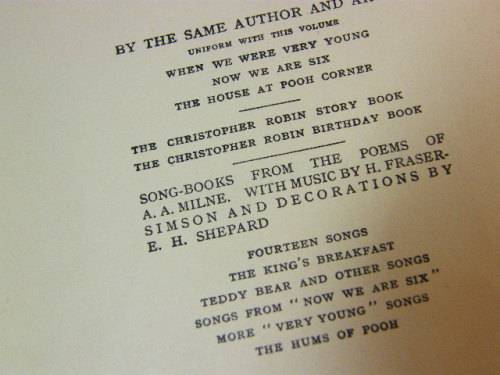 BY THE SAME AUTHOR AND
UNIFORM WITH THIS VOLUME
WHEN WE WERE VERY YOUNG
NOW WE ARE SIX
THE HOUSE AT POOH CORNER
THE CHRISTOPHER ROBIN STORY BOOK
THE CHRISTOPHER ROBIN BIRTHDAY BOOK
SONG-BOOKS FROM THE POEMS OF
A. A. MILNE. WITH MUSIC BY H. FRASER-
SIMSON AND DECORATIONS BY
E. H. SHEPARD
FOURTEEN SONGS
THE KING'S BREAKFAST
TEDDY BEAR AND OTHER SONGS
SONGS FROM "NOW WE ARE SIX"
MORE "VERY YOUNG" SONGS
THE HUMS OF POOH